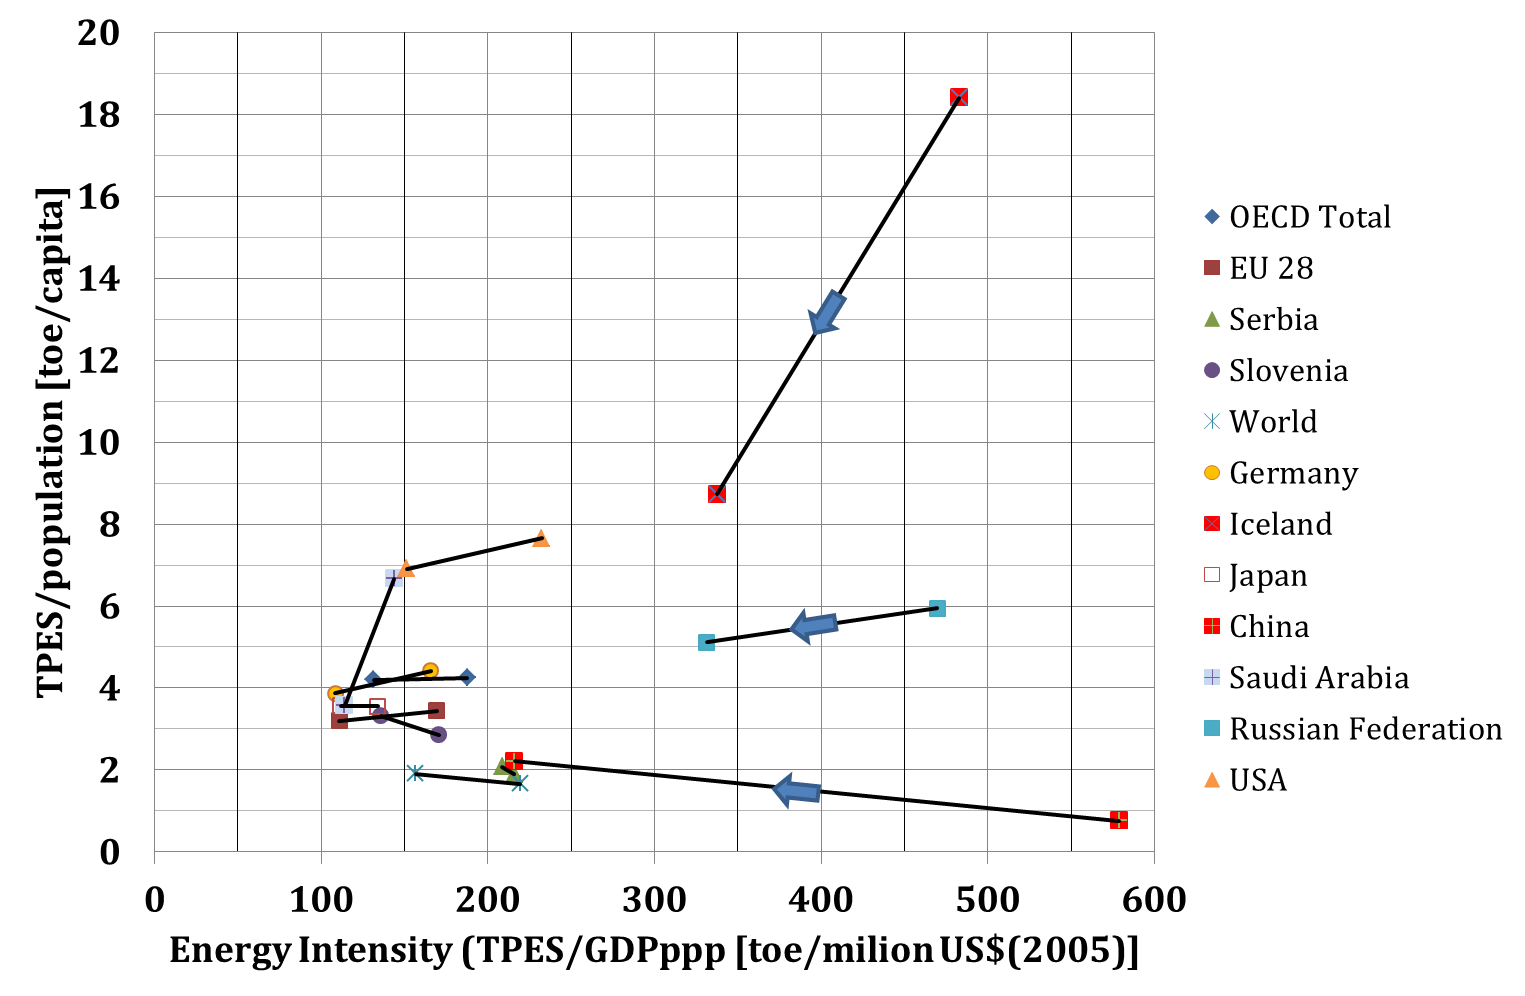 20
18
16
14
12
10
8
6
4
2
0
TPES/population [toe/capita]
0 100 200 300 400 500 600
Energy Intensity (TPES/GDPppp [toe/milion US$(2005)]
OECD Total
EU 28
Serbia
Slovenia
World
Germany
Iceland
Japan
China
Saudi Arabia
Russian Federation
USA